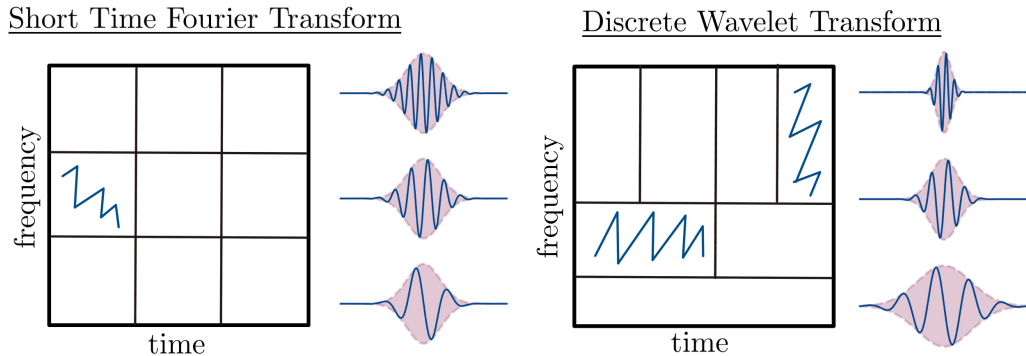 Short Time Fourier Transform
frequency
time
Discrete Wavelet Transform
frequency
time